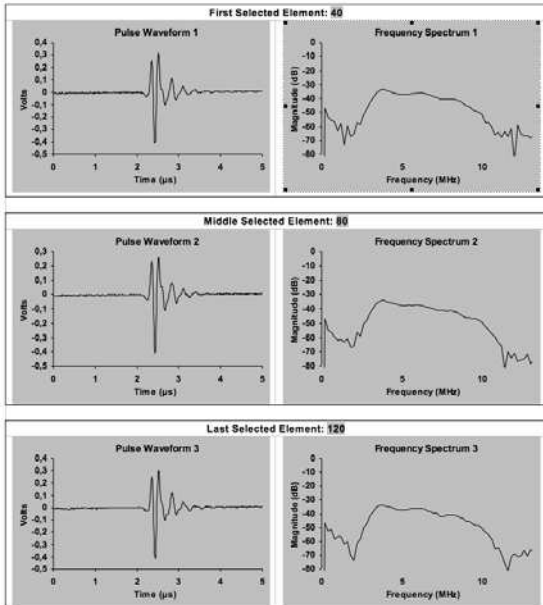 First Selected Element: 40
Pulse Waveform 1
0,4
0,3
0,2
0,1
0
-0,1
-0,2
-0,3
-0,4
-0,5
Volts
0 1 2 3 4 5
Time (µs)
Frequency Spectrum 1
0
-10
-20
-30
-40
-50
-60
-70
-80
Magnitude (dB)
0 5 10
Frequency (MHz)
Middle Selected Element: 80
Pulse Waveform 2
0,3
0,2
0,1
0
-0,1
-0,2
-0,3
-0,4
-0,5
Volts
0 1 2 3 4 5
Time (µs)
Frequency Spectrum 2
0
-10
-20
-30
-40
-50
-60
-70
-80
Magnitude (dB)
0 5 10
Frequency (MHz)
Last Selected Element: 120
Pulse Waveform 3
0,4
0,3
0,2
0,1
0
-0,1
-0,2
-0,3
-0,4
-0,5
Volts
0 1 2 3 4 5
Time (µs)
Frequency Spectrum 3
0
-10
-20
-30
-40
-50
-60
-70
-80
Magnitude (dB)
0 5 10
Frequency (MHz)